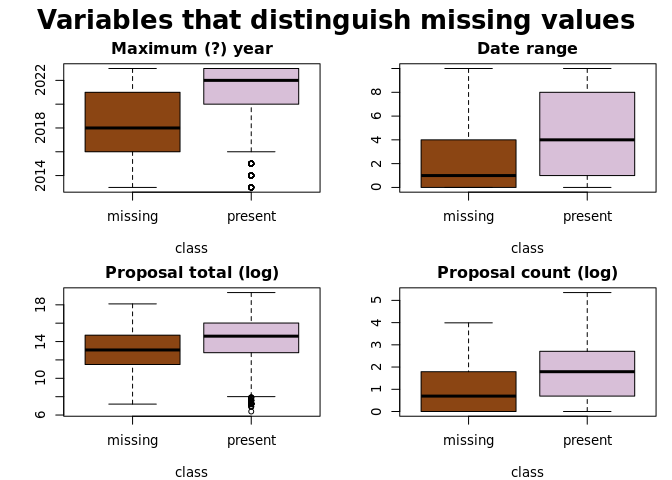 Variables that distinguish missing values
Maximum (?) year
2022
2018
2014
missing present
class
Date range
8
6
4
2
0
missing present
class
Proposal total (log)
18
14
10
6
missing present
class
Proposal count (log)
5
4
3
2
1
0
missing present
class